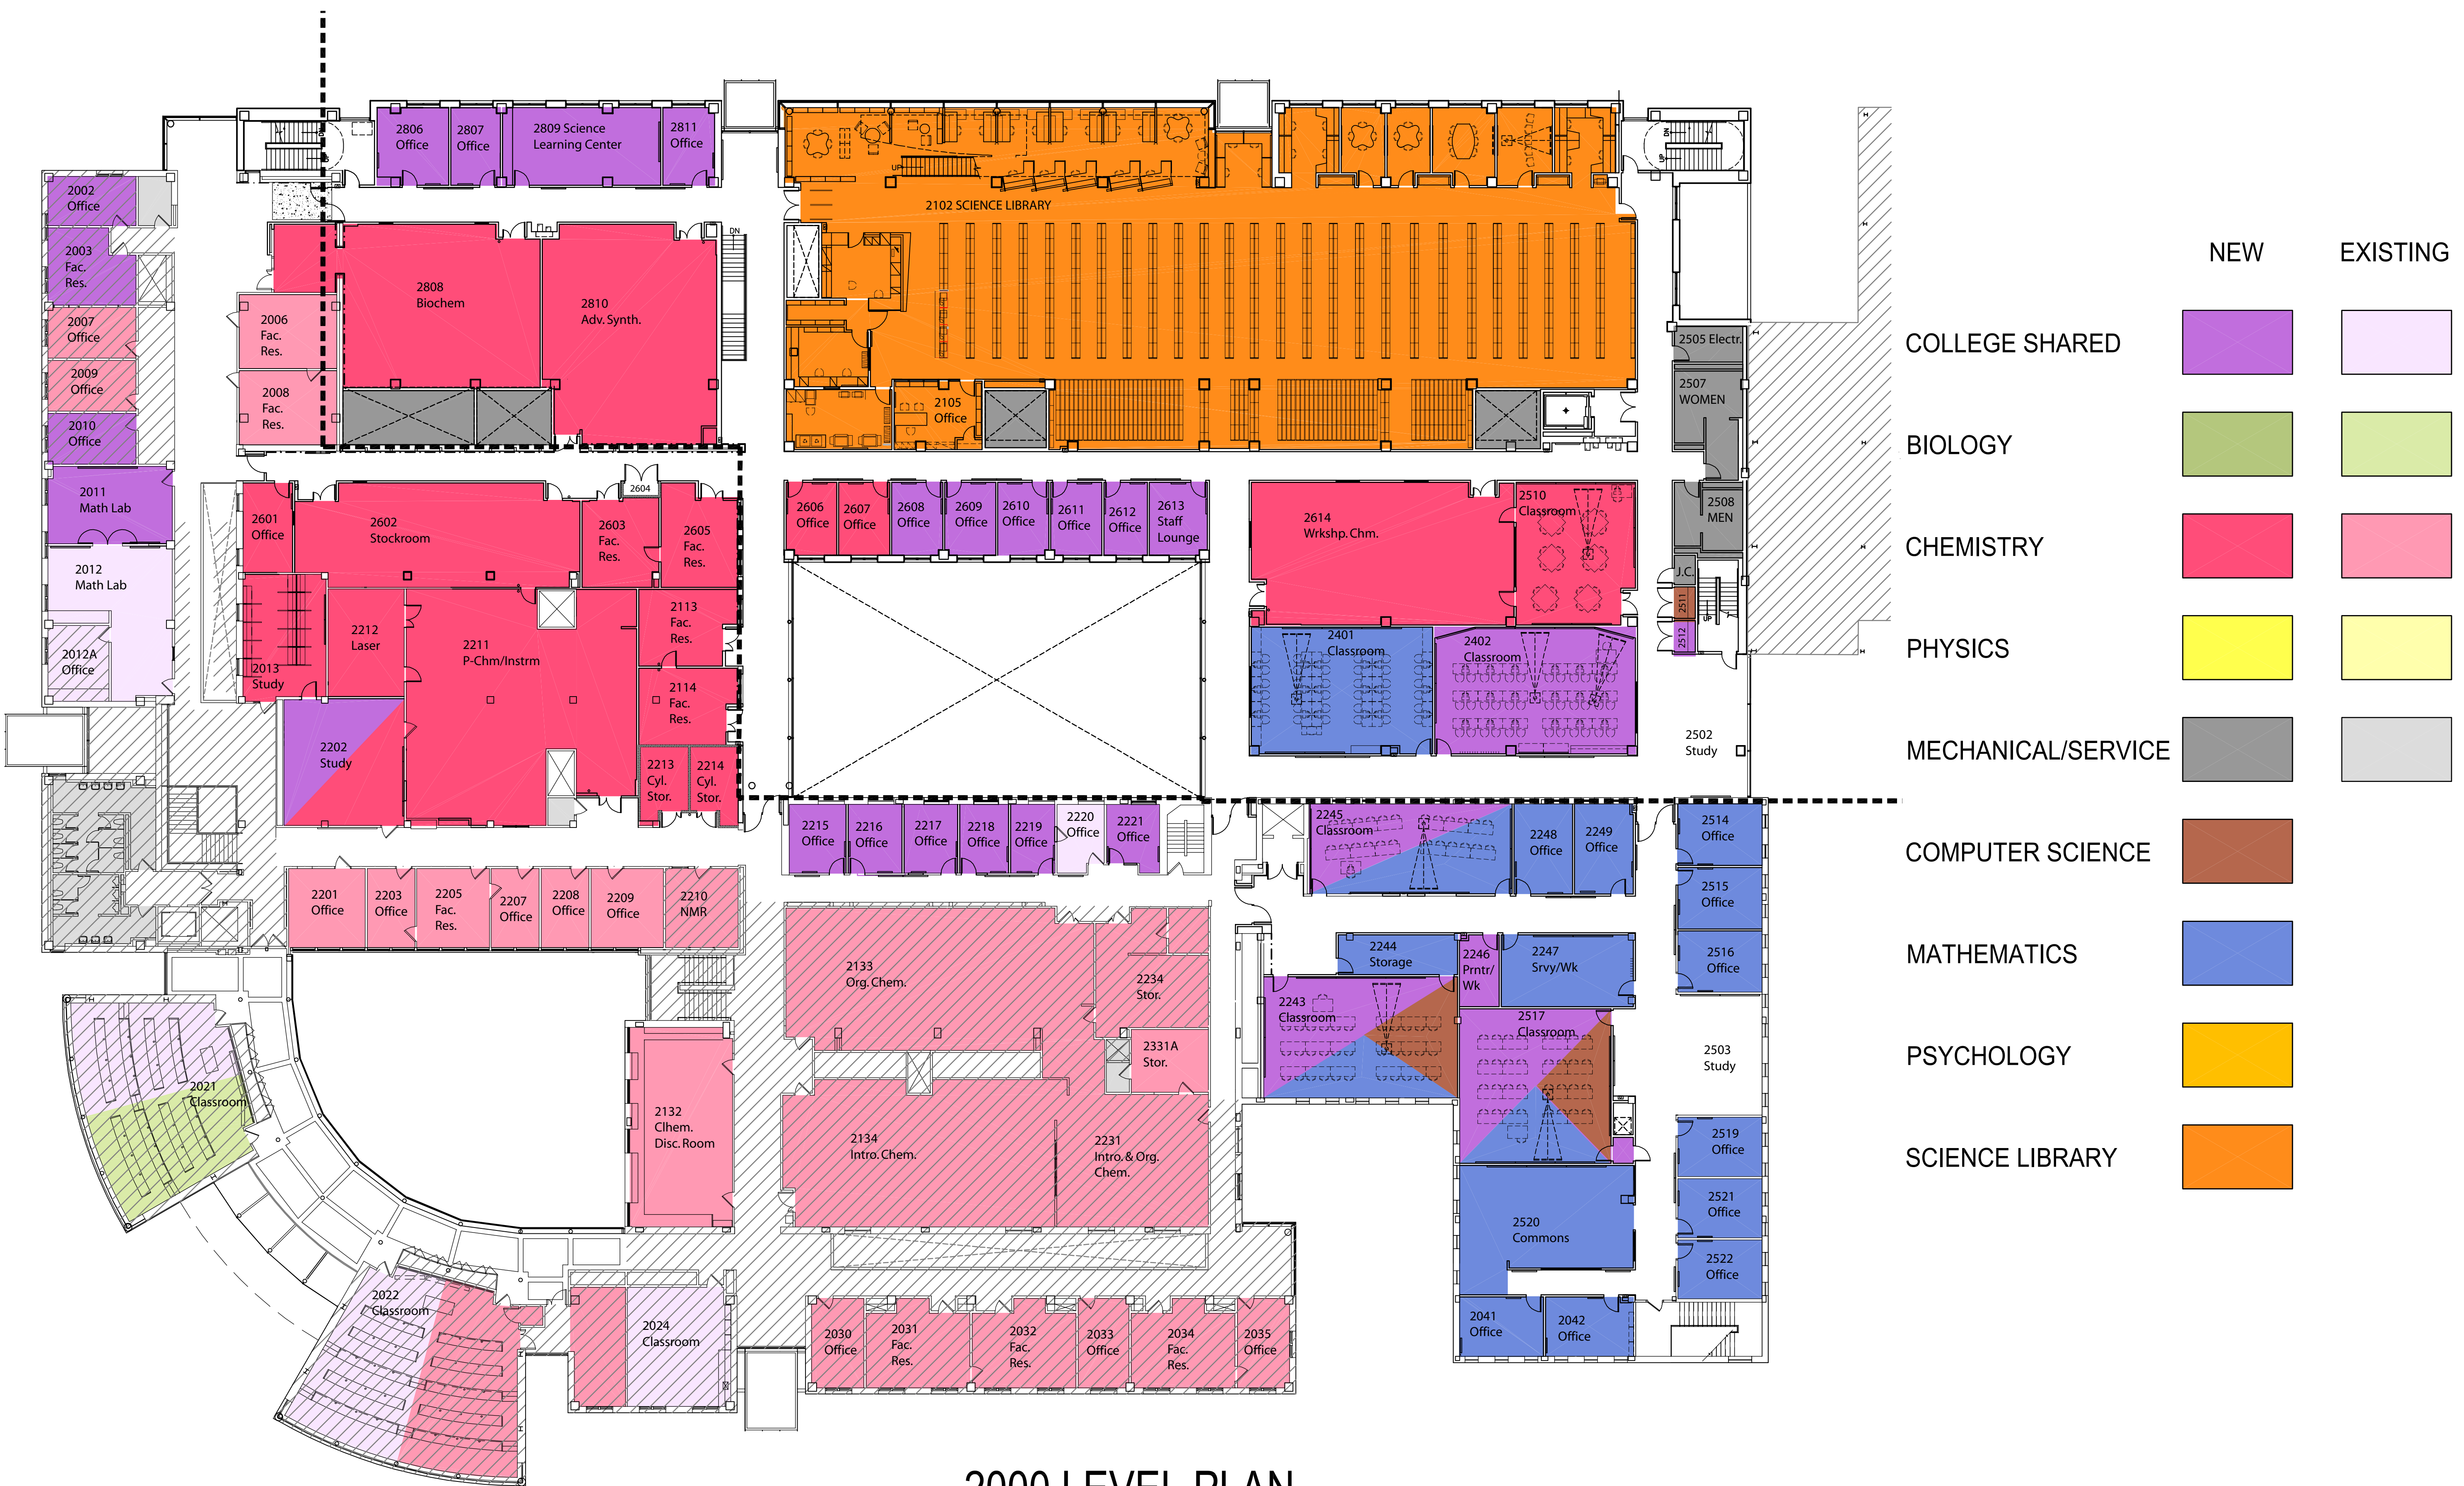 2806
Office
2807
Office
2809 Science
Learning Center
2811
Office
DN
UP
DN
UP
2002
Office
2003
Fac.
Res.
2102 SCIENCE LIBRARY
DN
2808
Biochem
2810
Adv. Synth.
2006
Fac.
Res.
2007
Office
2009
Office
2008
Fac.
Res.
2010
Office
2105
Office
2505 Electr.
2507
WOMEN
2011
Math Lab
2012
Math Lab
2012A
Office
2601
Office
2602
Stockroom
2604
2603
Fac.
Res.
2605
Fac.
Res.
2606
Office
2607
Office
2608
Office
2609
Office
2610
Office
2611
Office
2612
Office
2613
Staff
Lounge
2614
Wrkshp. Chm.
2510
Classroom
2508
MEN
J.C.
2511
2512
UP
2013
Study
2212
Laser
2211
P-Chm/Instrm
2113
Fac.
Res.
2114
Fac.
Res.
2401
Classroom
2402
Classroom
2202
Study
2213
Cyl.
Stor.
2214
Cyl.
Stor.
2502
Study
2215
Office
2216
Office
2217
Office
2218
Office
2219
Office
2220
Office
2221
Office
2245
Classroom
2248
Office
2249
Office
2514
Office
2515
Office
2516
Office
2201
Office
2203
Office
2205
Fac.
Res.
2207
Office
2208
Office
2209
Office
2210
NMR
2133
Org. Chem.
2234
Stor.
2331A
Stor.
2244
Storage
2246
Prntr/
Wk
2247
Srvy/Wk
2243
Classroom
2517
Classroom
2503
Study
2021
Classroom
2132
Clhem.
Disc. Room
2134
Intro. Chem.
2231
Intro. & Org.
Chem.
2519
Office
2521
Office
2520
Commons
2522
Office
2022
Classroom
2024
Classroom
2030
Office
2031
Fac.
Res.
2032
Fac.
Res.
2033
Office
2034
Fac.
Res.
2035
Office
2041
Office
2042
Office
2000 LEVEL PLAN
NEW
EXISTING
COLLEGE SHARED
BIOLOGY
CHEMISTRY
PHYSICS
MECHANICAL/SERVICE
COMPUTER SCIENCE
MATHEMATICS
PSYCHOLOGY
SCIENCE LIBRARY